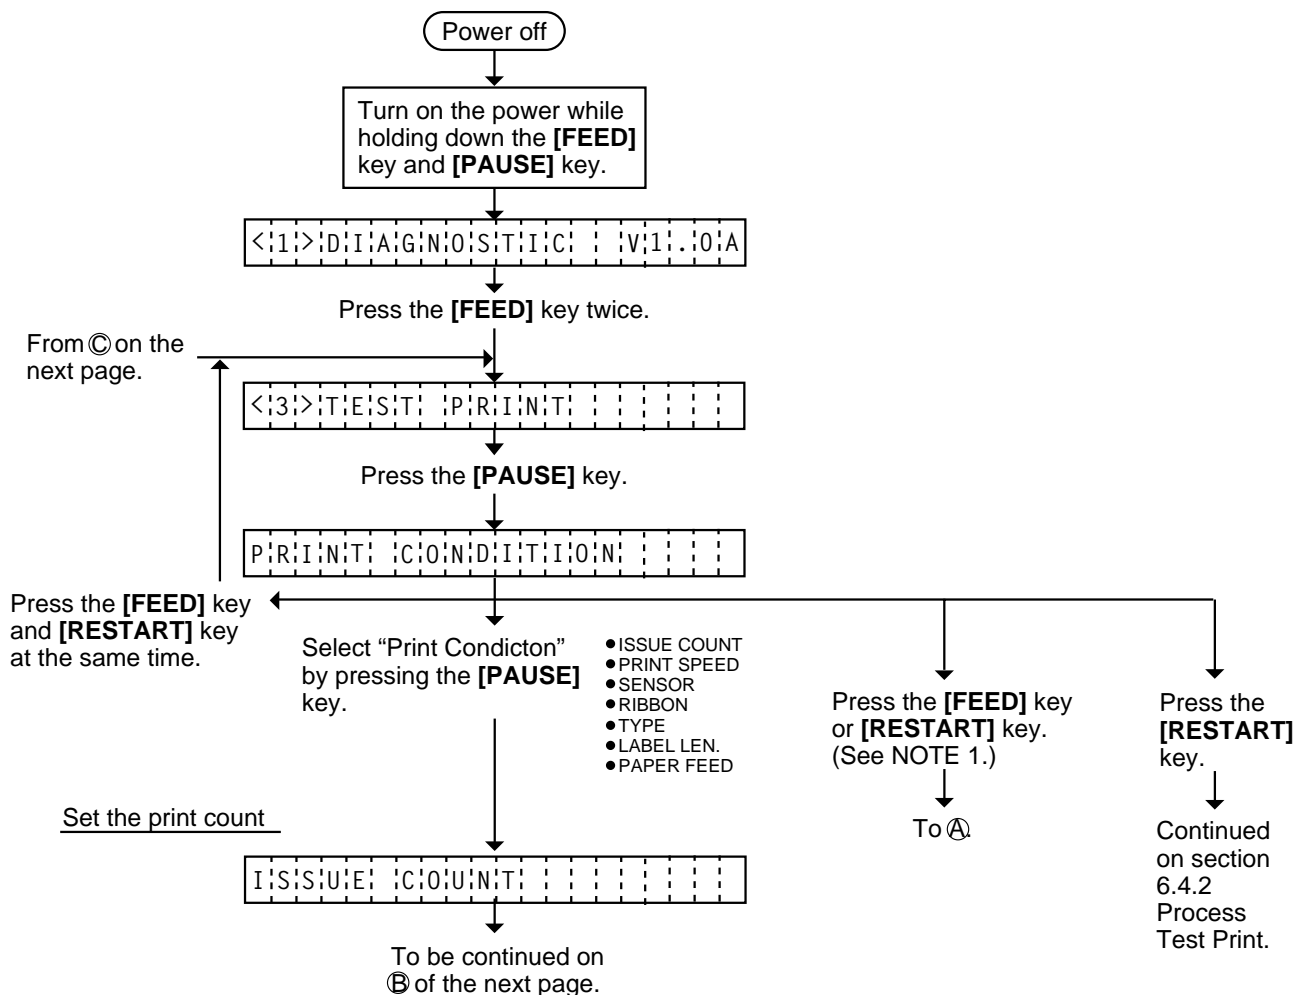 Power off
Turn on the power while
holding down the [FEED]
key and [PAUSE] key.
<1>DIAGNOSTIC  V1.0A
Press the [FEED] key twice.
From Ⓒ on the
next page.
<3>TEST PRINT
Press the [PAUSE] key.
PRINT CONDITION
Press the [FEED] key
and [RESTART] key
at the same time.
Select “Print Condicton”
by pressing the [PAUSE]
key.
●ISSUE COUNT
●PRINT SPEED
●SENSOR
●RIBBON
●TYPE
●LABEL LEN.
●PAPER FEED
Press the [FEED] key
or [RESTART] key.
(See NOTE 1.)
To Ⓐ.
Press the
[RESTART]
key.
Continued
on section
6.4.2
Process
Test Print.
Set the print count
ISSUE COUNT
To be continued on
Ⓑ of the next page.